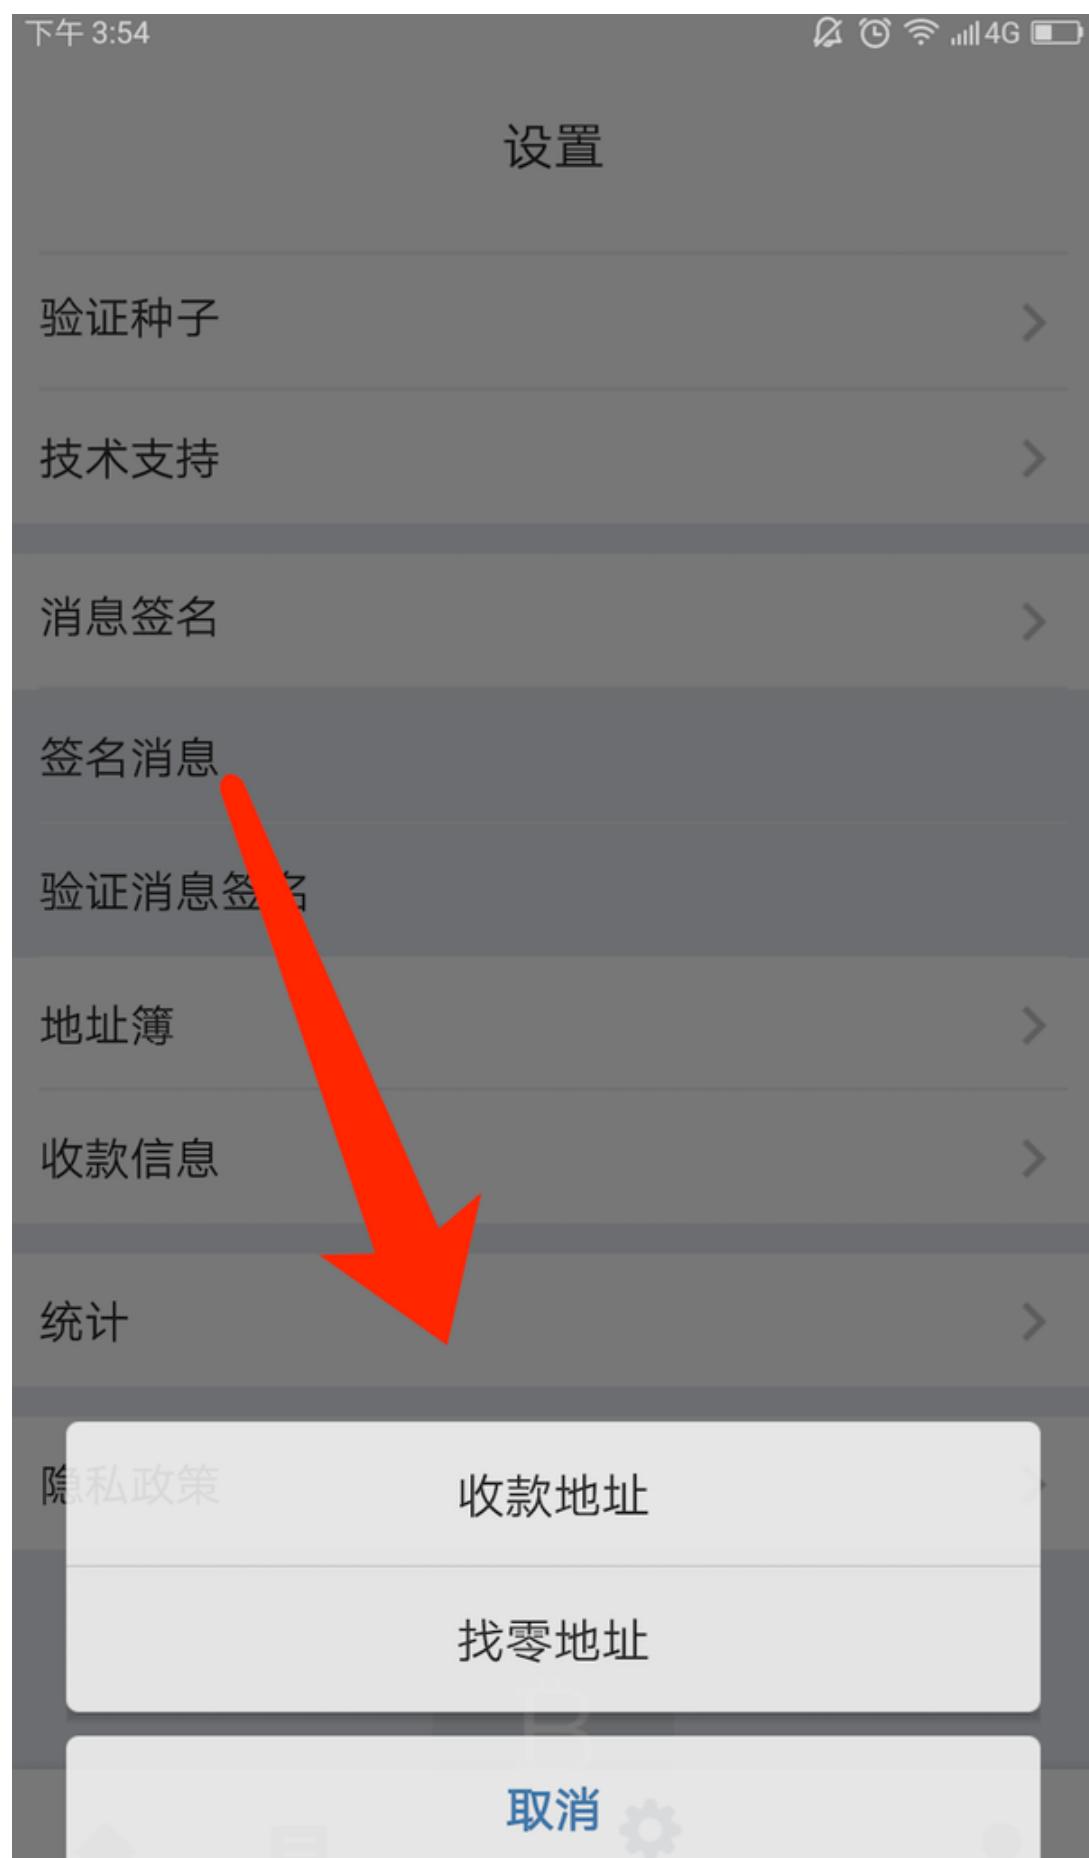 下午 3:54
4G
设置
验证种子
技术支持
消息签名
签名消息
验证消息签名
地址簿
收款信息
统计
隐私政策
收款地址
找零地址
取消